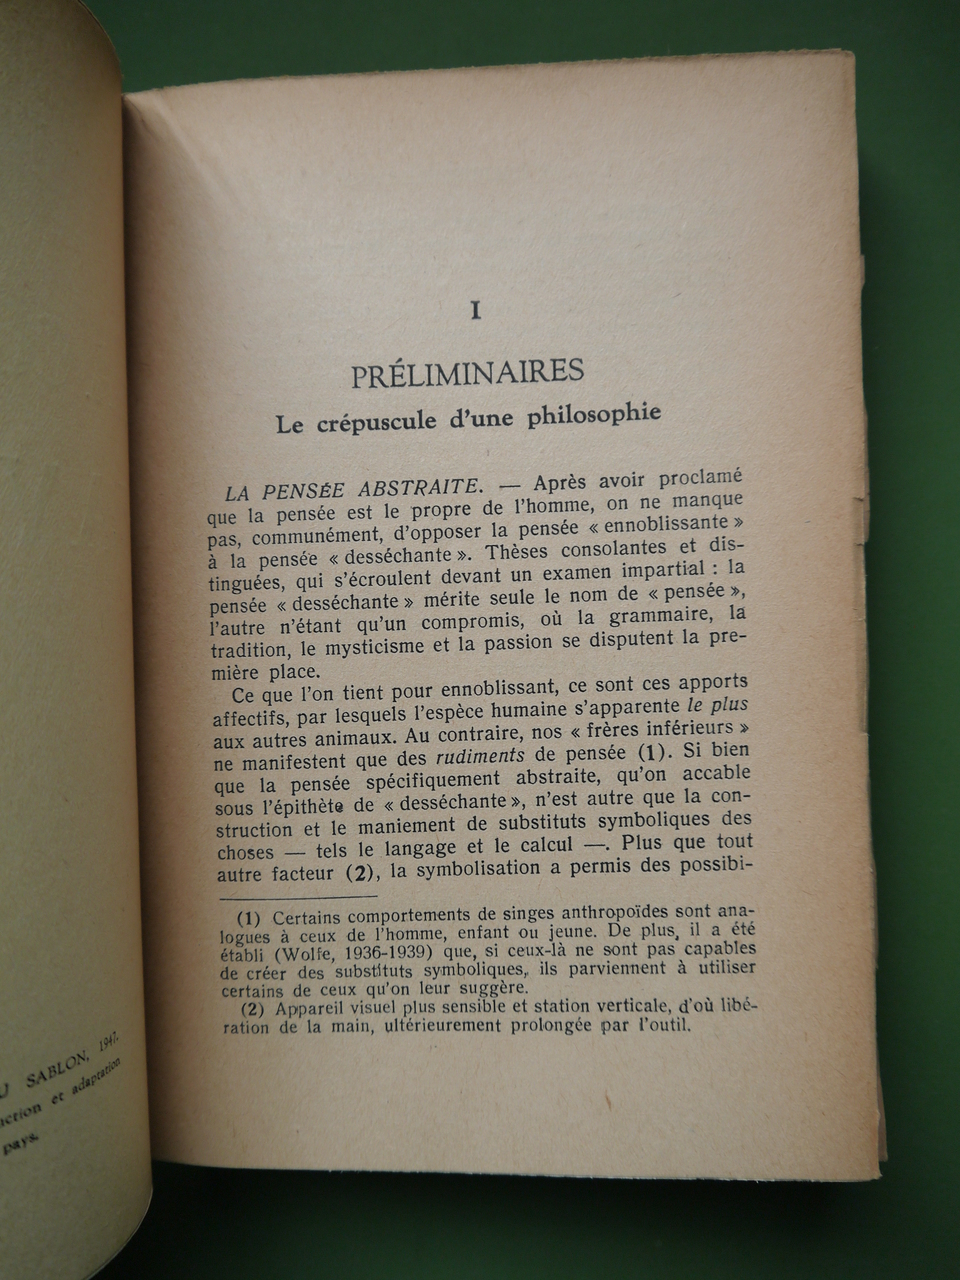 I
PRÉLIMINAIRES
Le crépuscule d'une philosophie
LA PENSÉE ABSTRAITE. — Après avoir proclamé
que la pensée est le propre de l'homme, on ne manque
pas, communément, d'opposer la pensée « ennoblissante »
à la pensée « desséchante ». Thèses consolantes et dis-
tinguées, qui s'écroulent devant un examen impartial : la
pensée « desséchante » mérite seule le nom de « pensée »,
l'autre n'étant qu'un compromis, où la grammaire, la
tradition, le mysticisme et la passion se disputent la pre-
mière place.
Ce que l'on tient pour ennoblissant, ce sont ces apports
affectifs, par lesquels l'espèce humaine s'apparente le plus
aux autres animaux. Au contraire, nos « frères inférieurs »
ne manifestent que des rudiments de pensée (1). Si bien
que la pensée spécifiquement abstraite, qu'on accable
sous l'épithète de « desséchante », n'est autre que la con-
struction et le maniement de substituts symboliques des
choses — tels le langage et le calcul —. Plus que tout
autre facteur (2), la symbolisation a permis des possibi-
(1) Certains comportements de singes anthropoïdes sont ana-
logues à ceux de l'homme, enfant ou jeune. De plus, il a été
établi (Wolfe, 1936-1939) que, si ceux-là ne sont pas capables
de créer des substituts symboliques, ils parviennent à utiliser
certains de ceux qu'on leur suggère.
(2) Appareil visuel plus sensible et station verticale, d'où libé-
ration de la main, ultérieurement prolongée par l'outil.
SABLON, 1947.
et adaptation
pays.